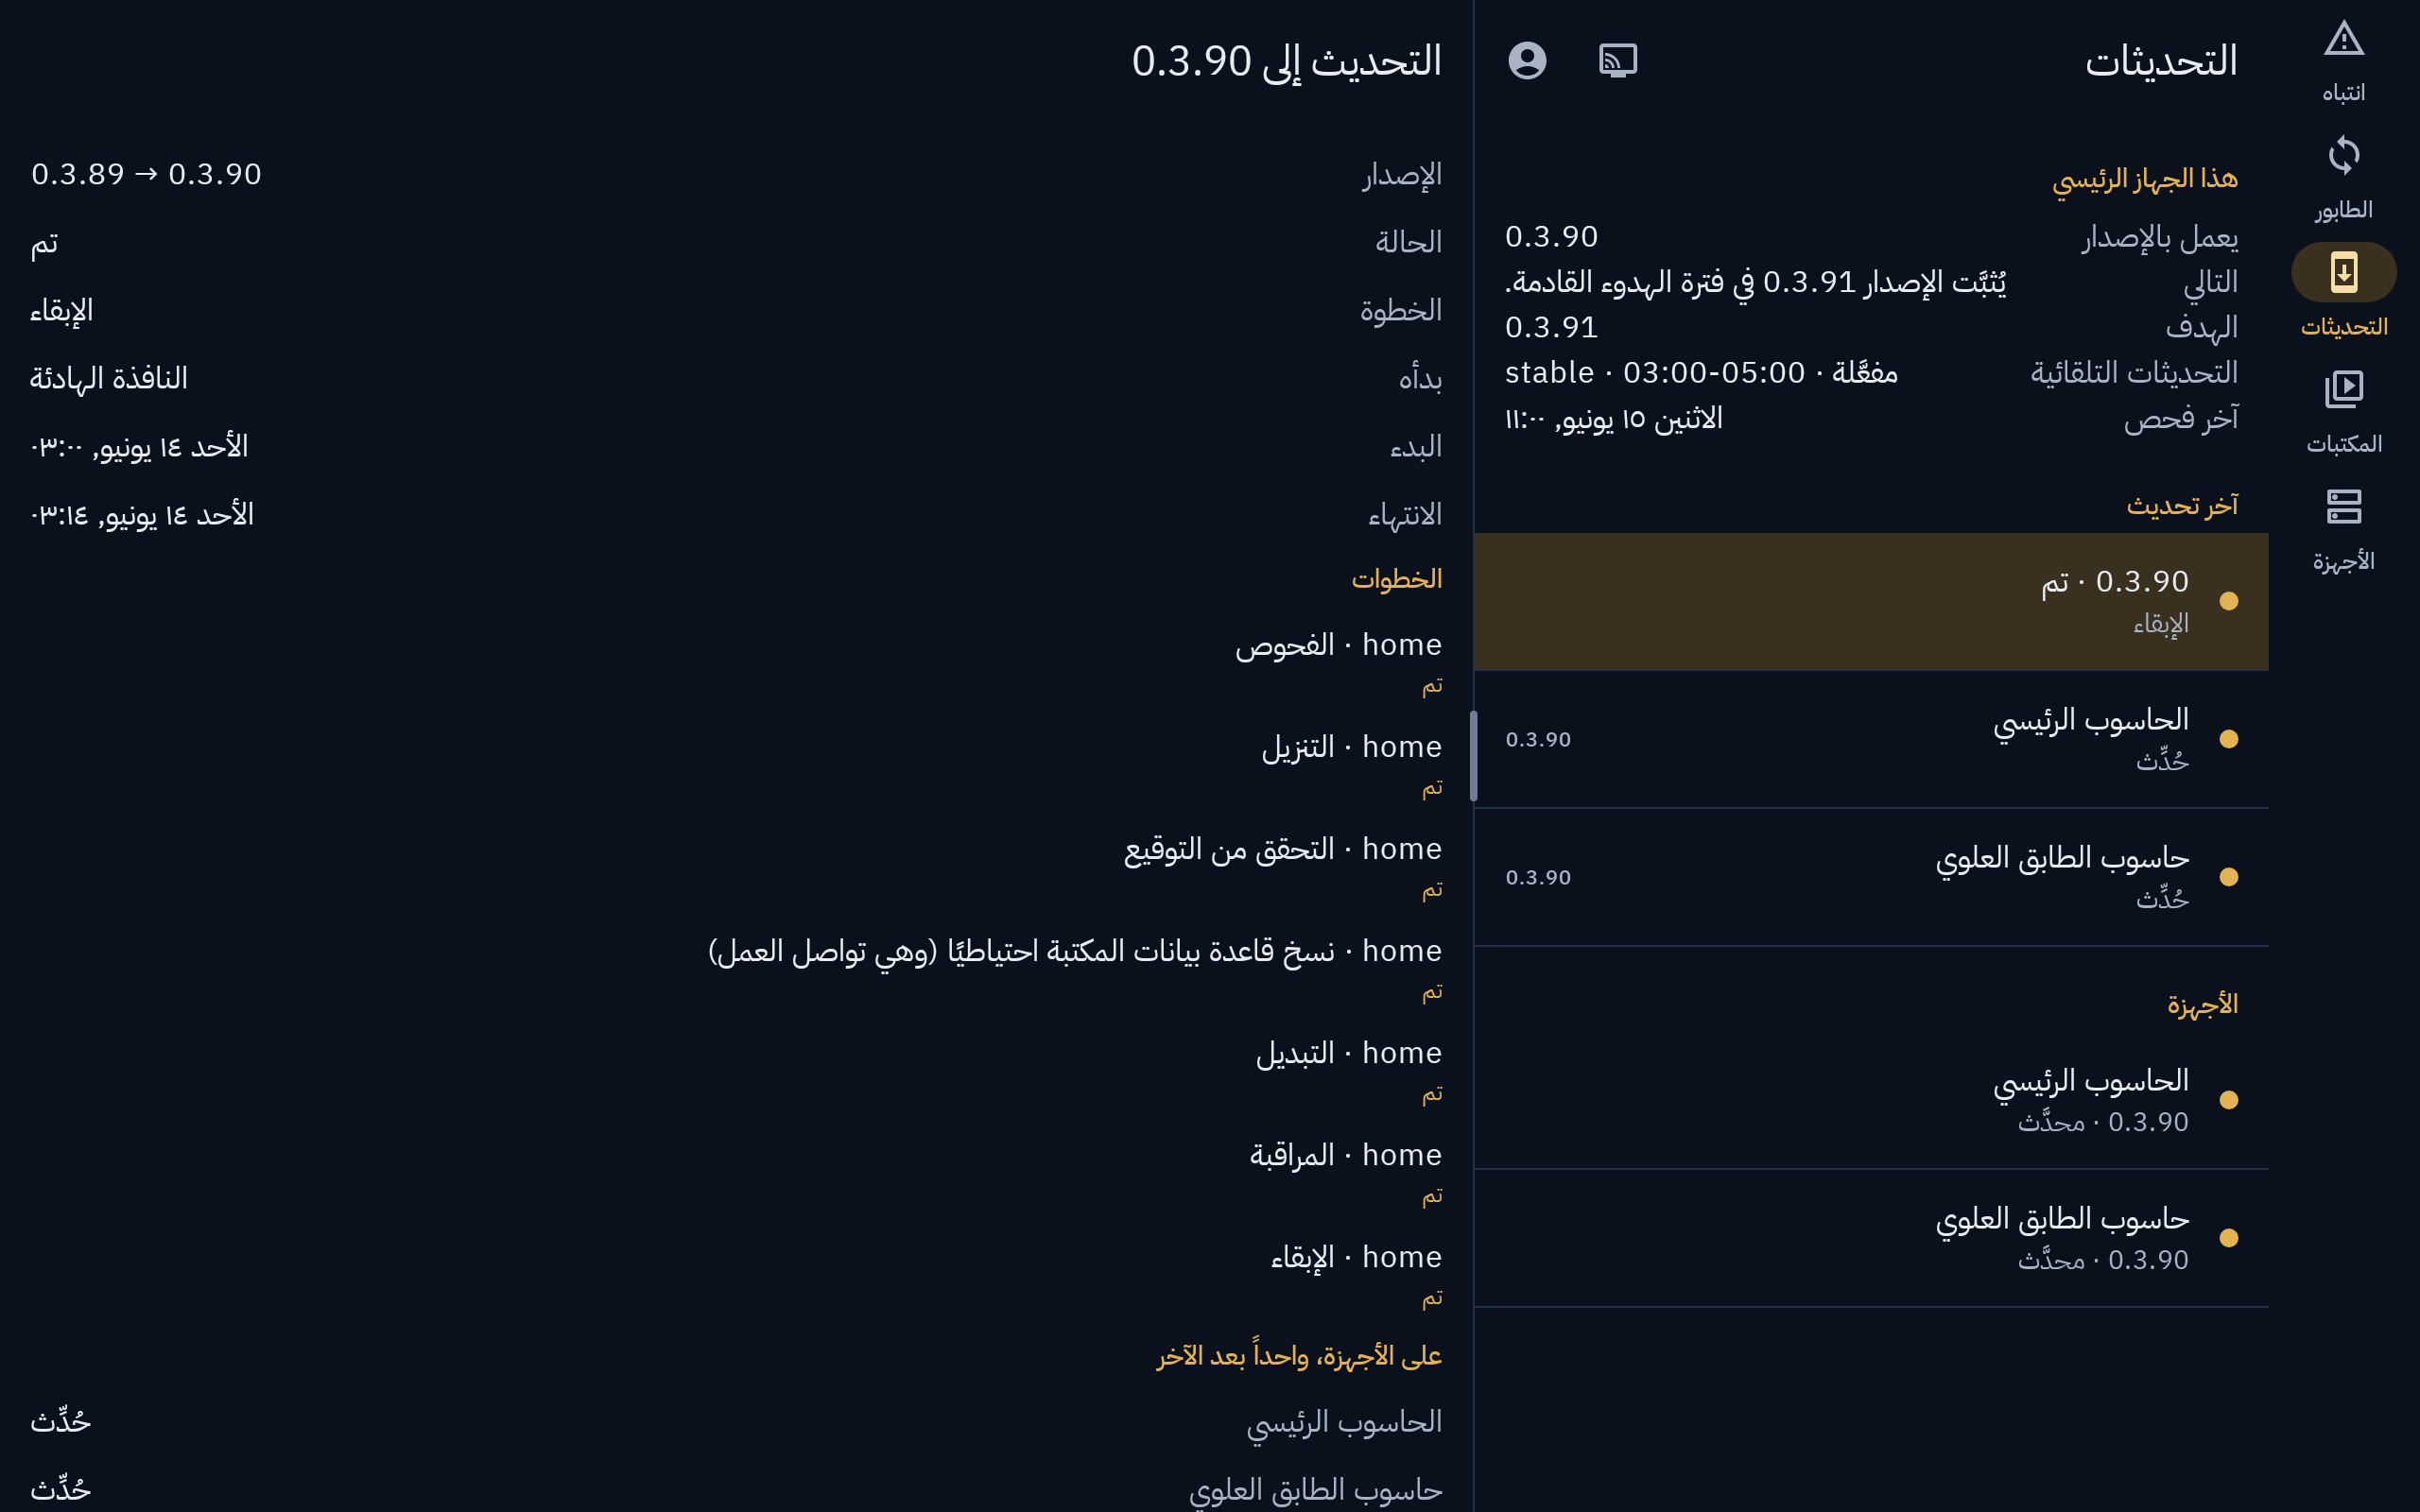 انتباه
الطابور
التحديثات
المكتبات
الأجهزة
التحديثات
هذا الجهاز الرئيسي
يعمل بالإصدار 0.3.90
التالي يُثبَّت الإصدار 0.3.91 في فترة الهدوء القادمة.
الهدف 0.3.91
التحديثات التلقائية مفعَّلة · stable · 03:00-05:00
آخر فحص الاثنين ١٥ يونيو, ١١:٠٠
آخر تحديث
0.3.90 · تم
الإبقاء
الحاسوب الرئيسي 0.3.90
حُدِّث
حاسوب الطابق العلوي 0.3.90
حُدِّث
الأجهزة
الحاسوب الرئيسي
0.3.90 · محدَّث
حاسوب الطابق العلوي
0.3.90 · محدَّث
التحديث إلى 0.3.90
الإصدار 0.3.89 → 0.3.90
الحالة تم
الخطوة الإبقاء
بدأه النافذة الهادئة
البدء الأحد ١٤ يونيو, ٠٣:٠٠
الانتهاء الأحد ١٤ يونيو, ٠٣:١٤
الخطوات
home · الفحوص
تم
home · التنزيل
تم
home · التحقق من التوقيع
تم
home · نسخ قاعدة بيانات المكتبة احتياطيًا (وهي تواصل العمل)
تم
home · التبديل
تم
home · المراقبة
تم
home · الإبقاء
تم
على الأجهزة، واحداً بعد الآخر
الحاسوب الرئيسي حُدِّث
حاسوب الطابق العلوي حُدِّث